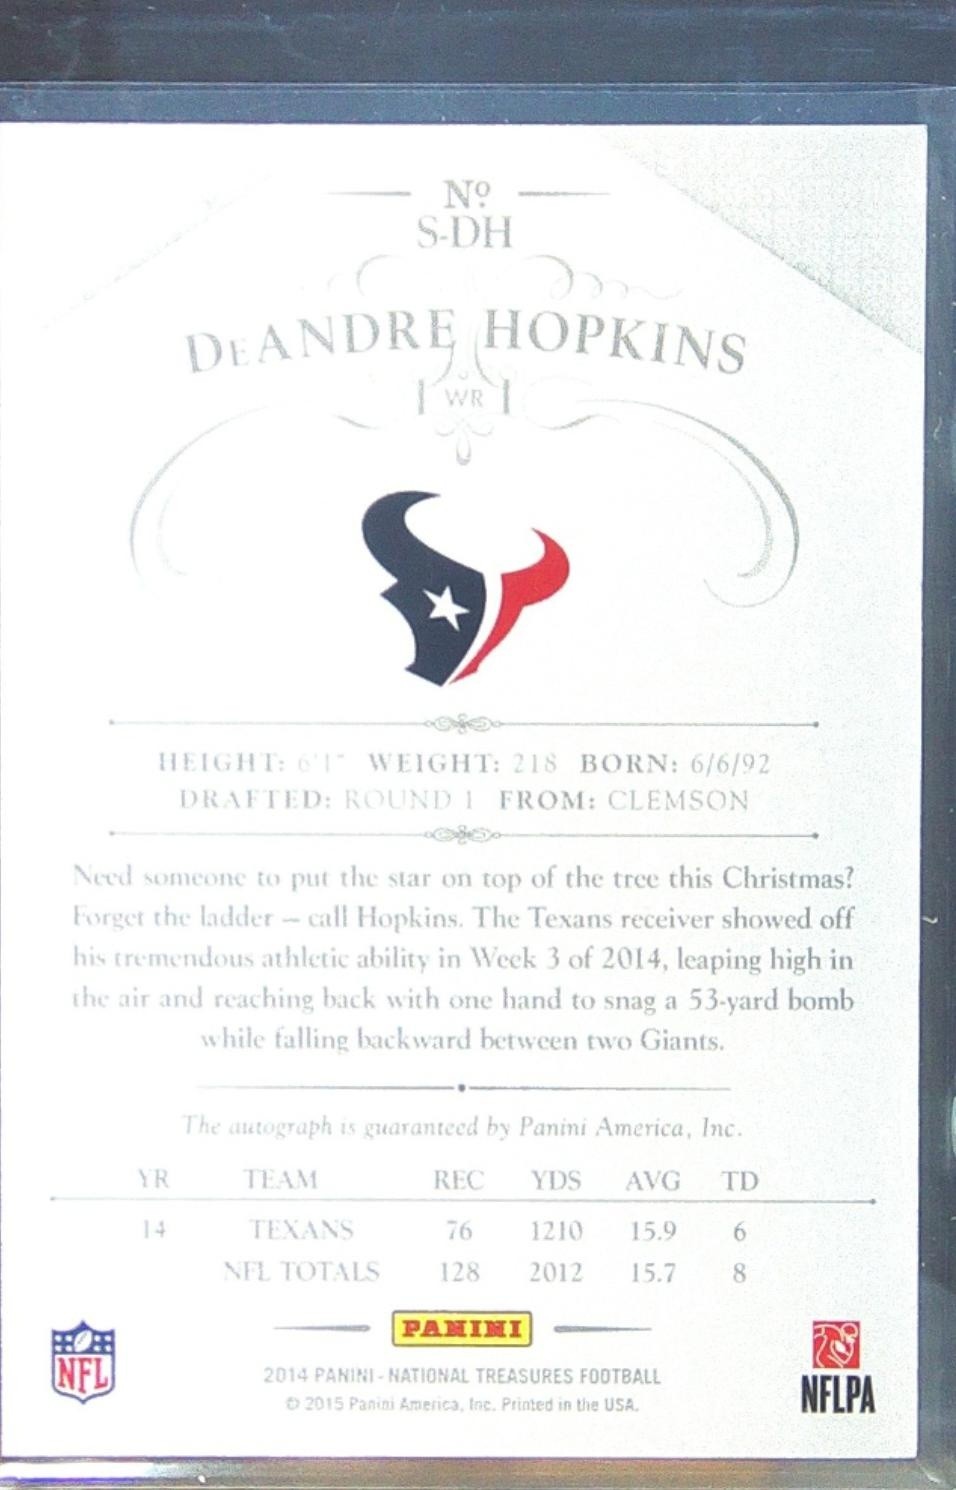 Nº
S-DH
DeANDRE HOPKINS
WR
HEIGHT: 6'1" WEIGHT: 218 BORN: 6/6/92
DRAFTED: ROUND 1 FROM: CLEMSON
Need someone to put the star on top of the tree this Christmas?
Forget the ladder – call Hopkins. The Texans receiver showed off
his tremendous athletic ability in Week 3 of 2014, leaping high in
the air and reaching back with one hand to snag a 53-yard bomb
while falling backward between two Giants.
The autograph is guaranteed by Panini America, Inc.
YR TEAM REC YDS AVG TD
14 TEXANS 76 1210 15.9 6
NFL TOTALS 128 2012 15.7 8
PANINI
NFL
2014 PANINI - NATIONAL TREASURES FOOTBALL
© 2015 Panini America, Inc. Printed in the USA.
NFLPA